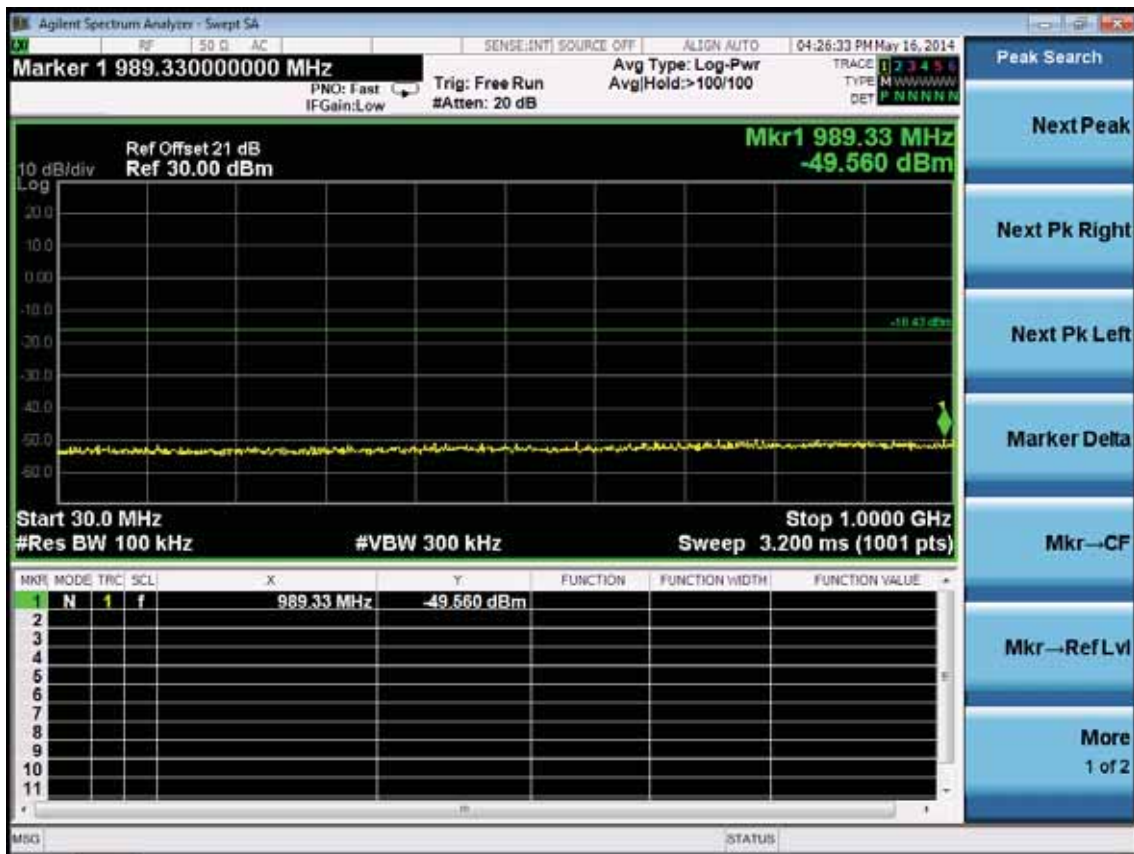 Agilent Spectrum Analyzer - Swept SA
RF 50 Ω AC SENSE:INT SOURCE OFF ALIGN AUTO 04:26:33 PM May 16, 2014
Marker 1 989.330000000 MHz
PNO: Fast
IFGain:Low
Trig: Free Run
#Atten: 20 dB
Avg Type: Log-Pwr
Avg|Hold:>100/100
TRACE 1 2 3 4 5 6
TYPE M WWWWW
DET P N N N N N
Ref Offset 21 dB
10 dB/div Ref 30.00 dBm
Log
Mkr1 989.33 MHz
-49.560 dBm
20.0
10.0
0.00
-10.0
-20.0
-30.0
-40.0
-50.0
-60.0
Start 30.0 MHz Stop 1.0000 GHz
#Res BW 100 kHz #VBW 300 kHz Sweep 3.200 ms (1001 pts)
MKR MODE TRC SCL X Y FUNCTION FUNCTION WIDTH FUNCTION VALUE
1 N 1 f 989.33 MHz -49.560 dBm
2
3
4
5
6
7
8
9
10
11
MSG STATUS
Peak Search
Next Peak
Next Pk Right
Next Pk Left
Marker Delta
Mkr→CF
Mkr→Ref Lvl
More
1 of 2